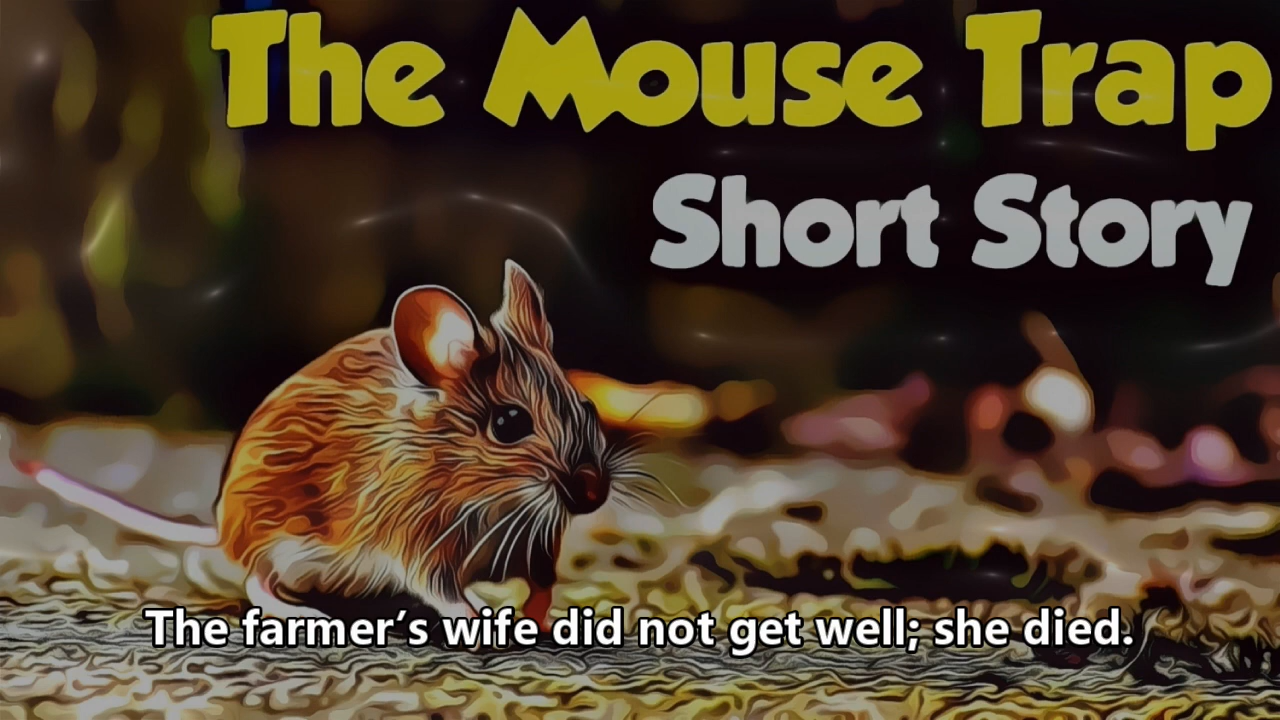 The Mouse Trap
Short Story
The farmer’s wife did not get well; she died.